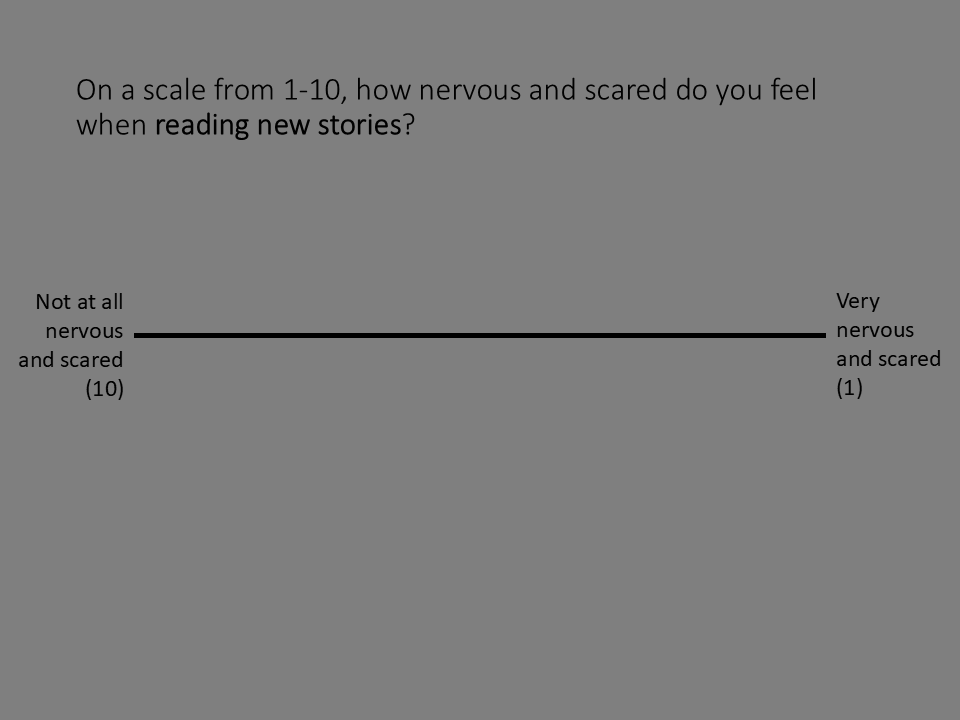 On a scale from 1-10, how nervous and scared do you feel
when reading new stories?
Not at all
nervous
and scared
(10)
Very
nervous
and scared
(1)